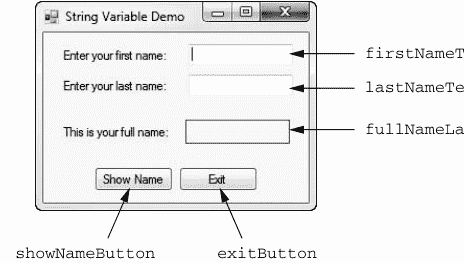 String Variable Demo
Enter your first name:
firstNameT
Enter your last name:
lastNameTe
This is your full name:
fullNameLa
Show Name
Exit
showNameButton
exitButton